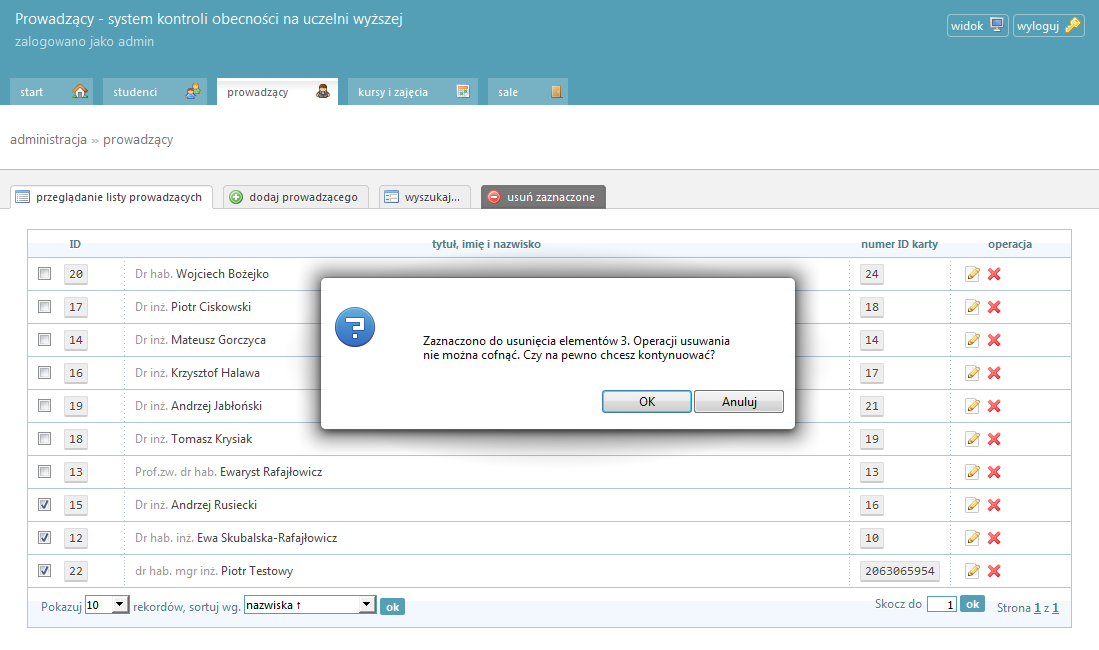 Prowadzący - system kontroli obecności na uczelni wyższej
zalogowano jako admin
widok wyloguj
start studenci prowadzący kursy i zajęcia sale
administracja » prowadzący
przeglądanie listy prowadzących dodaj prowadzącego wyszukaj... usuń zaznaczone
ID tytuł, imię i nazwisko numer ID karty operacja
20 Dr hab. Wojciech Bożejko 24
17 Dr inż. Piotr Ciskowski 18
14 Dr inż. Mateusz Gorczyca 14
16 Dr inż. Krzysztof Halawa 17
19 Dr inż. Andrzej Jabłoński 21
18 Dr inż. Tomasz Krysiak 19
13 Prof.zw. dr hab. Ewaryst Rafajłowicz 13
15 Dr inż. Andrzej Rusiecki 16
12 Dr hab. inż. Ewa Skubalska-Rafajłowicz 10
22 dr hab. mgr inż. Piotr Testowy 2063065954
Zaznaczono do usunięcia elementów 3. Operacji usuwania
nie można cofnąć. Czy na pewno chcesz kontynuować?
OK Anuluj
Pokazuj 10 rekordów, sortuj wg. nazwiska ↑ ok Skocz do 1 ok Strona 1 z 1